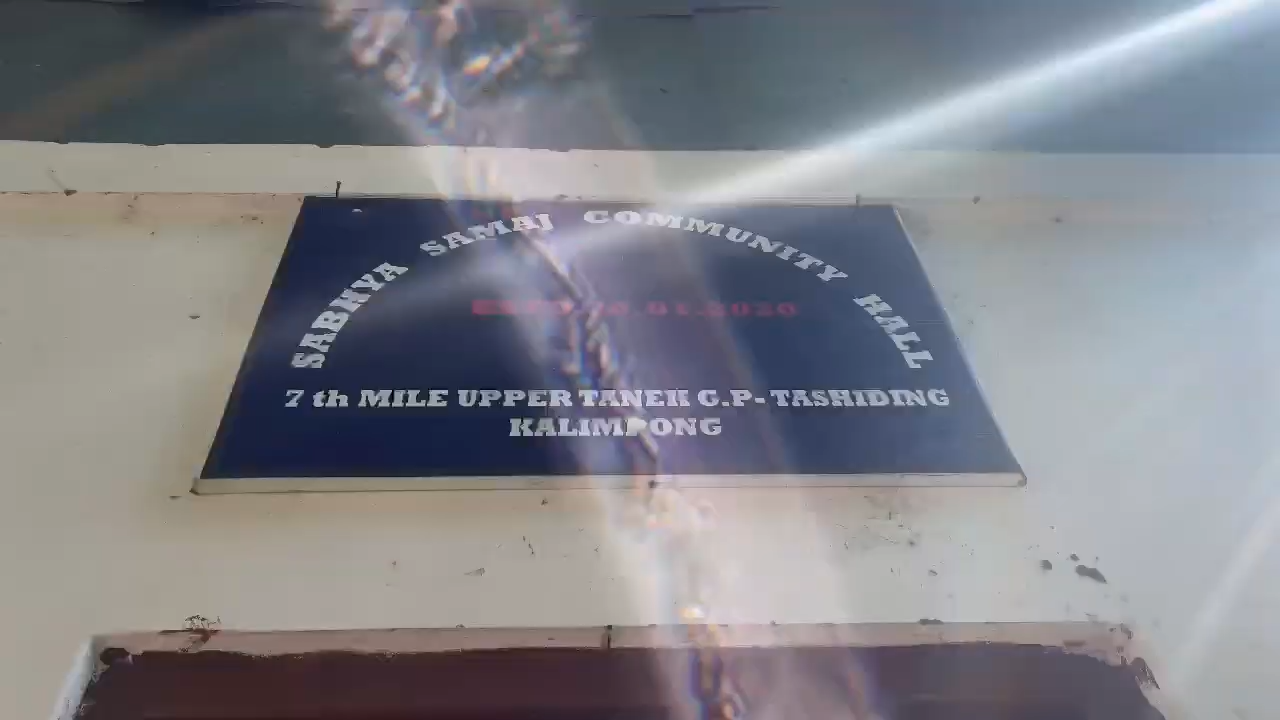 SABHYA SAMAJ COMMUNITY HALL
7 th MILE UPPER TANEK G.P- TASHIDING
KALIMPONG